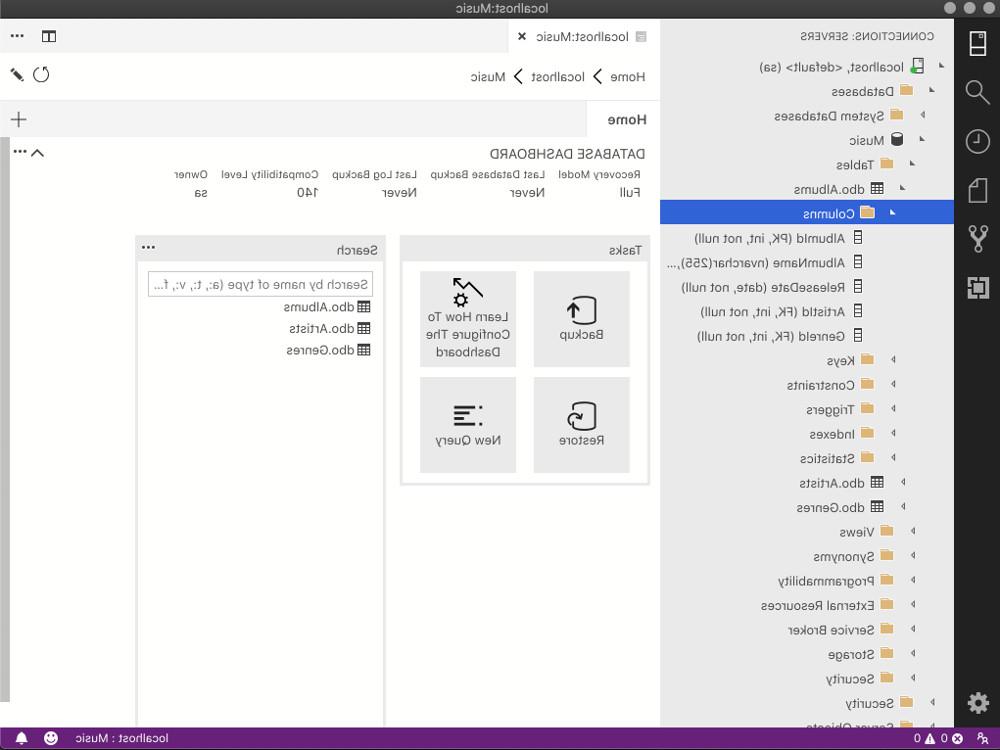 localhost:Music
CONNECTIONS: SERVERS
localhost, <default> (sa)
Databases
System Databases
Music
Tables
dbo.Albums
Columns
AlbumId (PK, int, not null)
AlbumName (nvarchar(255),...
ReleaseDate (date, not null)
ArtistId (FK, int, not null)
GenreId (FK, int, not null)
Keys
Constraints
Triggers
Indexes
Statistics
dbo.Artists
dbo.Genres
Views
Synonyms
Programmability
External Resources
Service Broker
Storage
Security
Security
Server Objects
localhost:Music
Home > localhost > Music
Home
DATABASE DASHBOARD
Recovery Model Last Database Backup Last Log Backup Compatibility Level Owner
Full Never Never 140 sa
Tasks
Backup
Learn How To
Configure The
Dashboard
Restore
New Query
Search
Search by name of type (a:, t:, v:, f...
dbo.Albums
dbo.Artists
dbo.Genres
0 0
localhost : Music